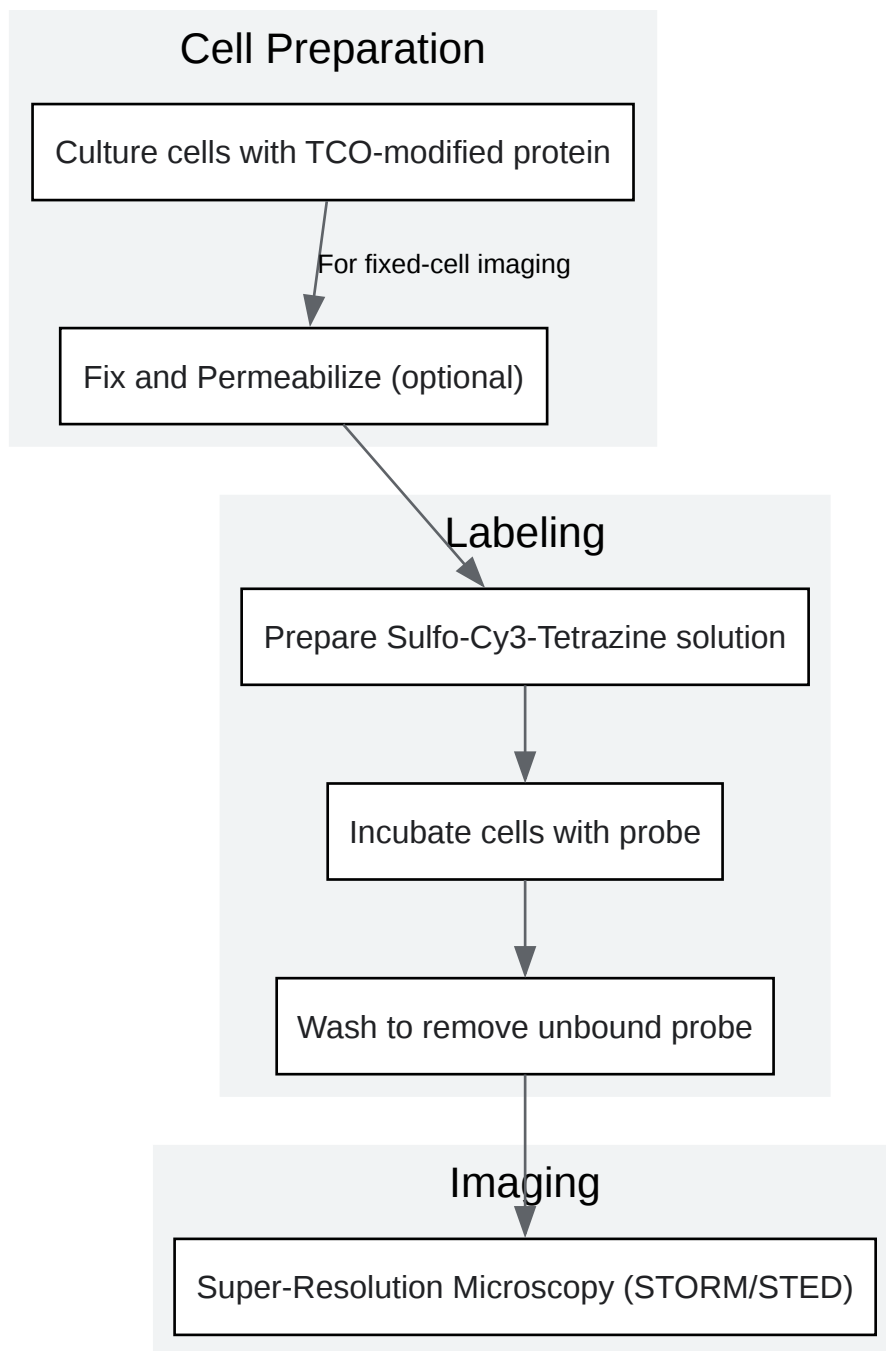 Cell Preparation
Culture cells with TCO-modified protein
For fixed-cell imaging
Fix and Permeabilize (optional)
Labeling
Prepare Sulfo-Cy3-Tetrazine solution
Incubate cells with probe
Wash to remove unbound probe
Imaging
Super-Resolution Microscopy (STORM/STED)